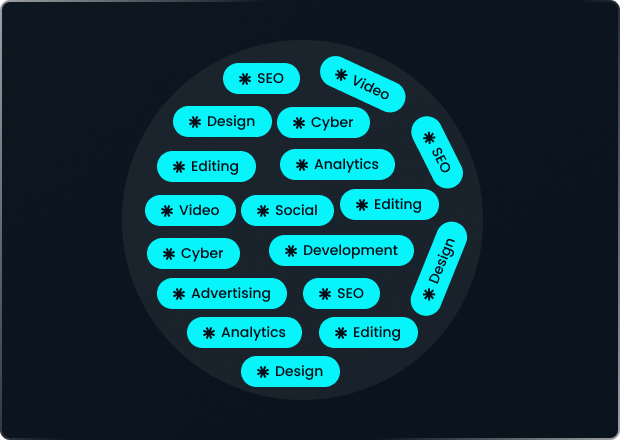 SEO
Video
Design
Cyber
SEO
Editing
Analytics
Video
Social
Editing
Cyber
Development
Design
Advertising
SEO
Analytics
Editing
Design